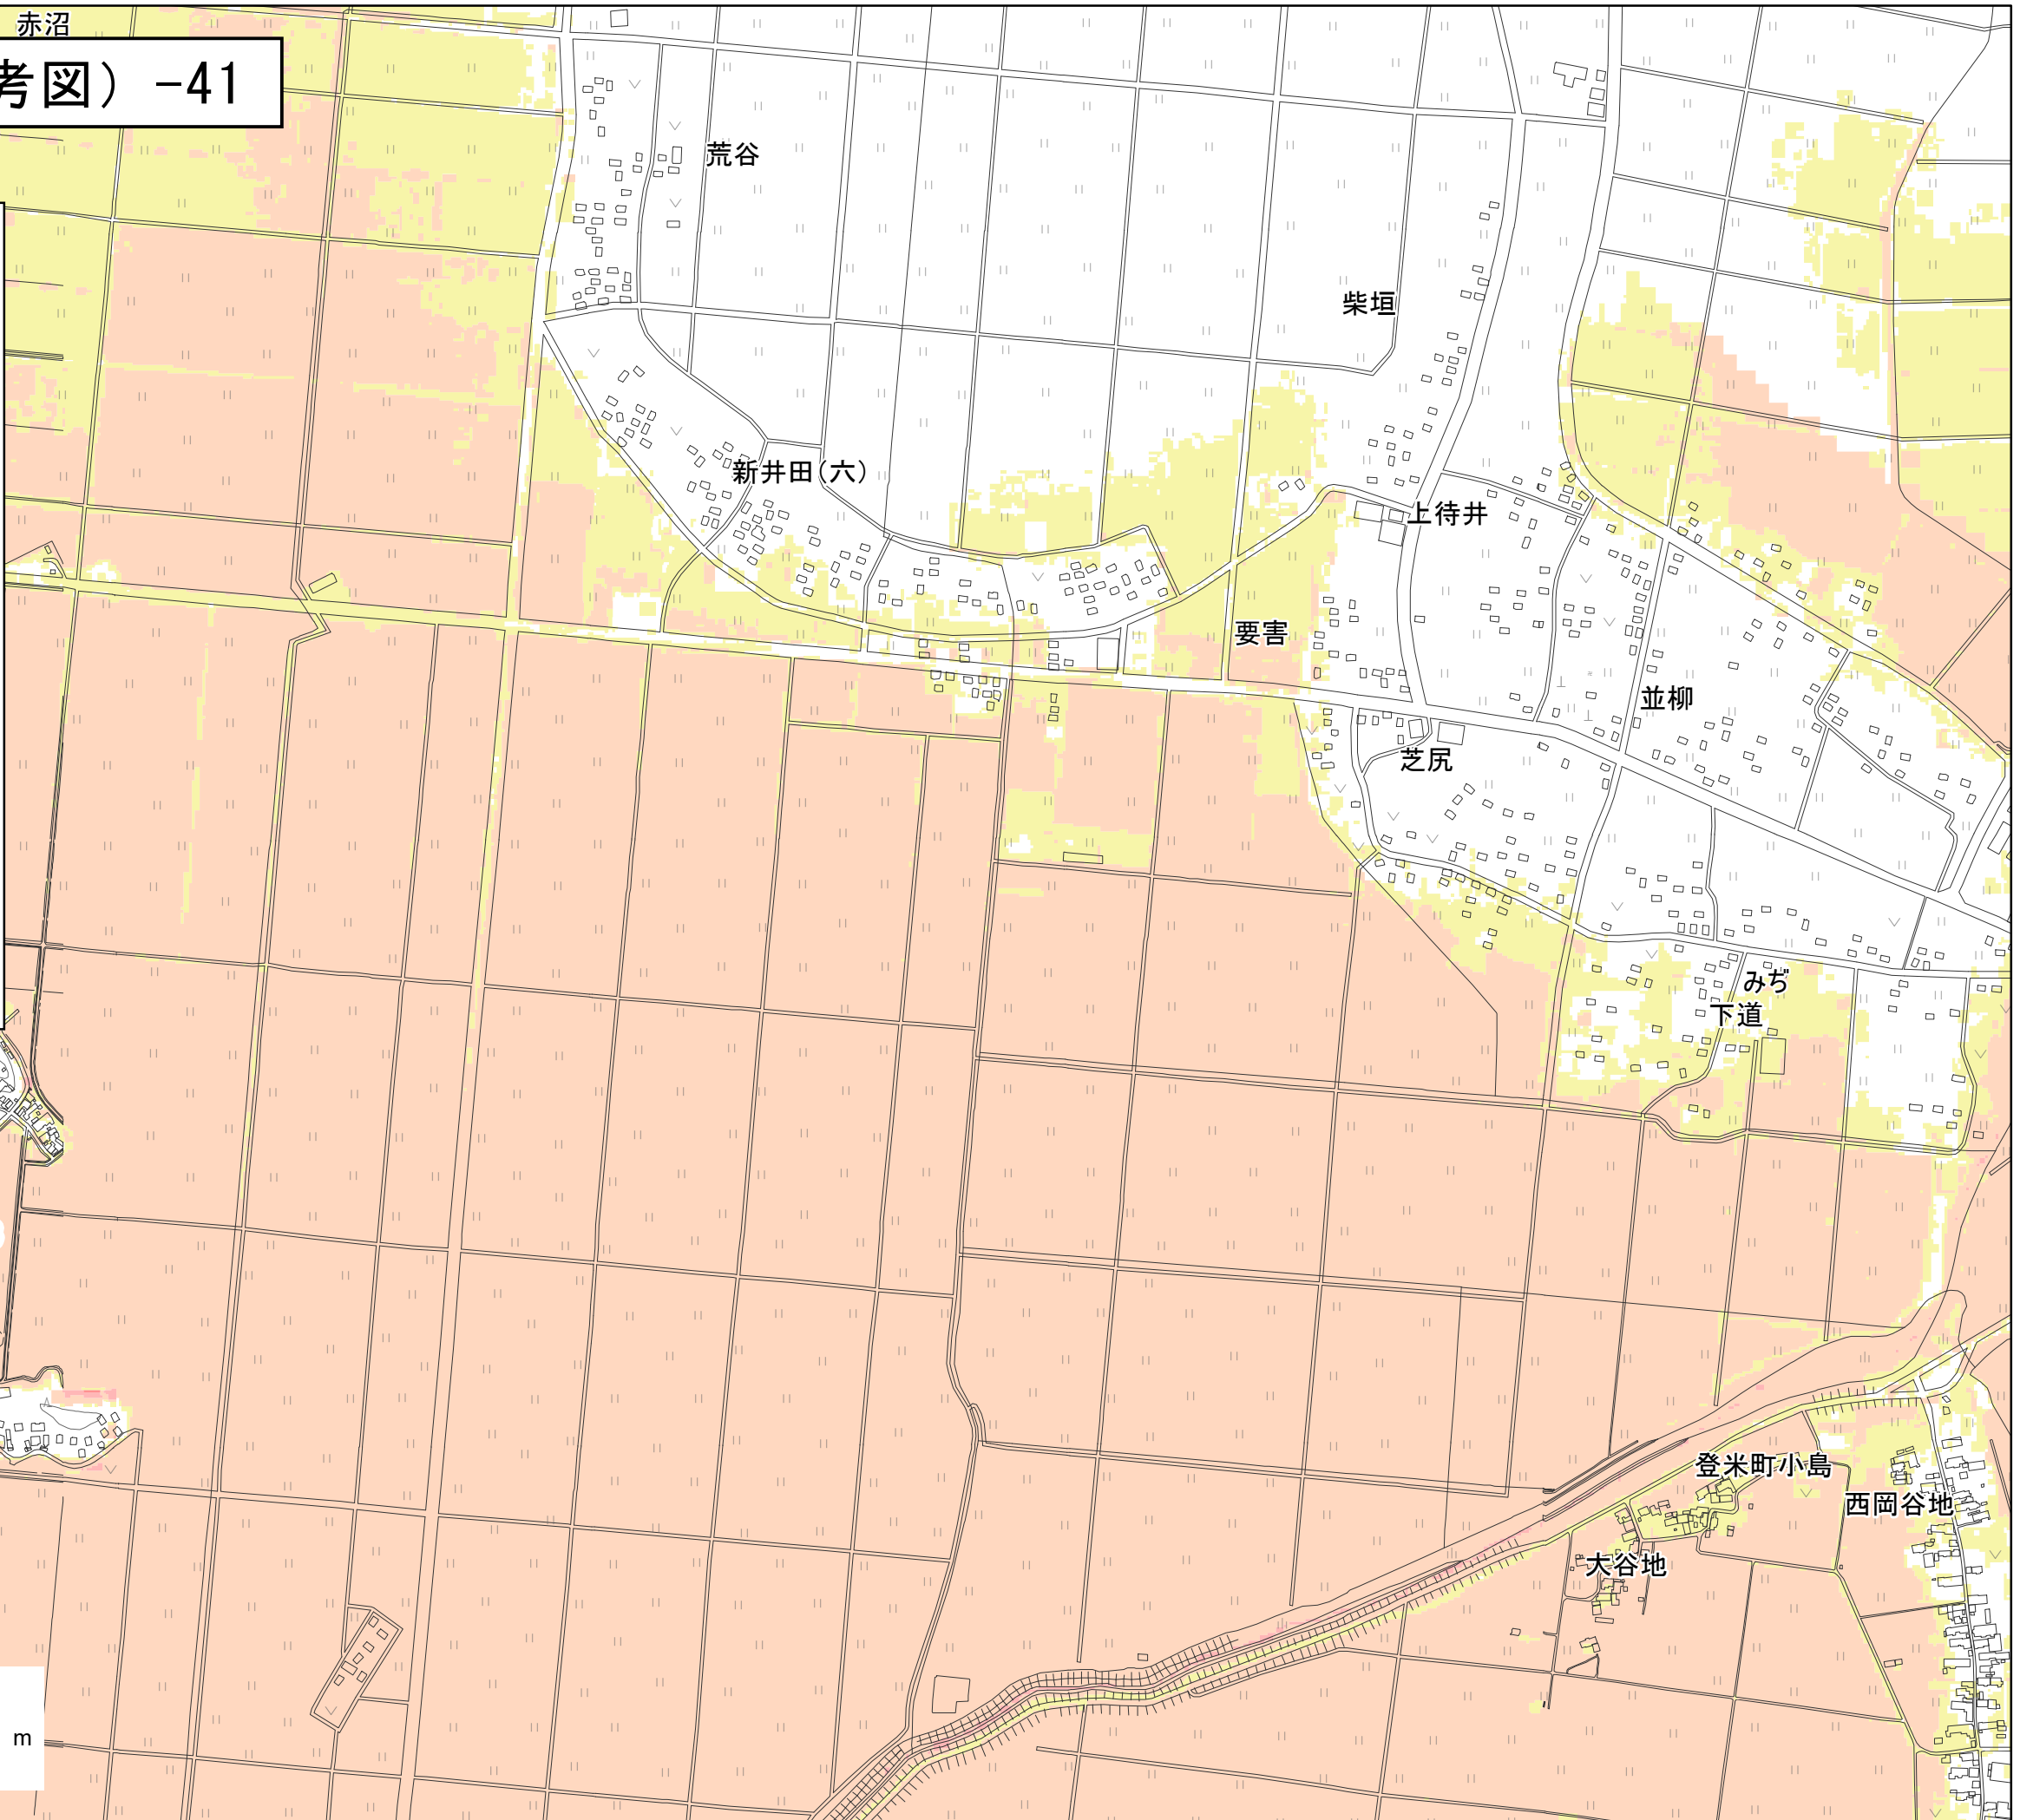 赤沼
考図）－41
荒谷
柴垣
新井田(六)
上待井
要害
並柳
芝尻
みぢ
下道
登米町小島
西岡谷地
大谷地
m